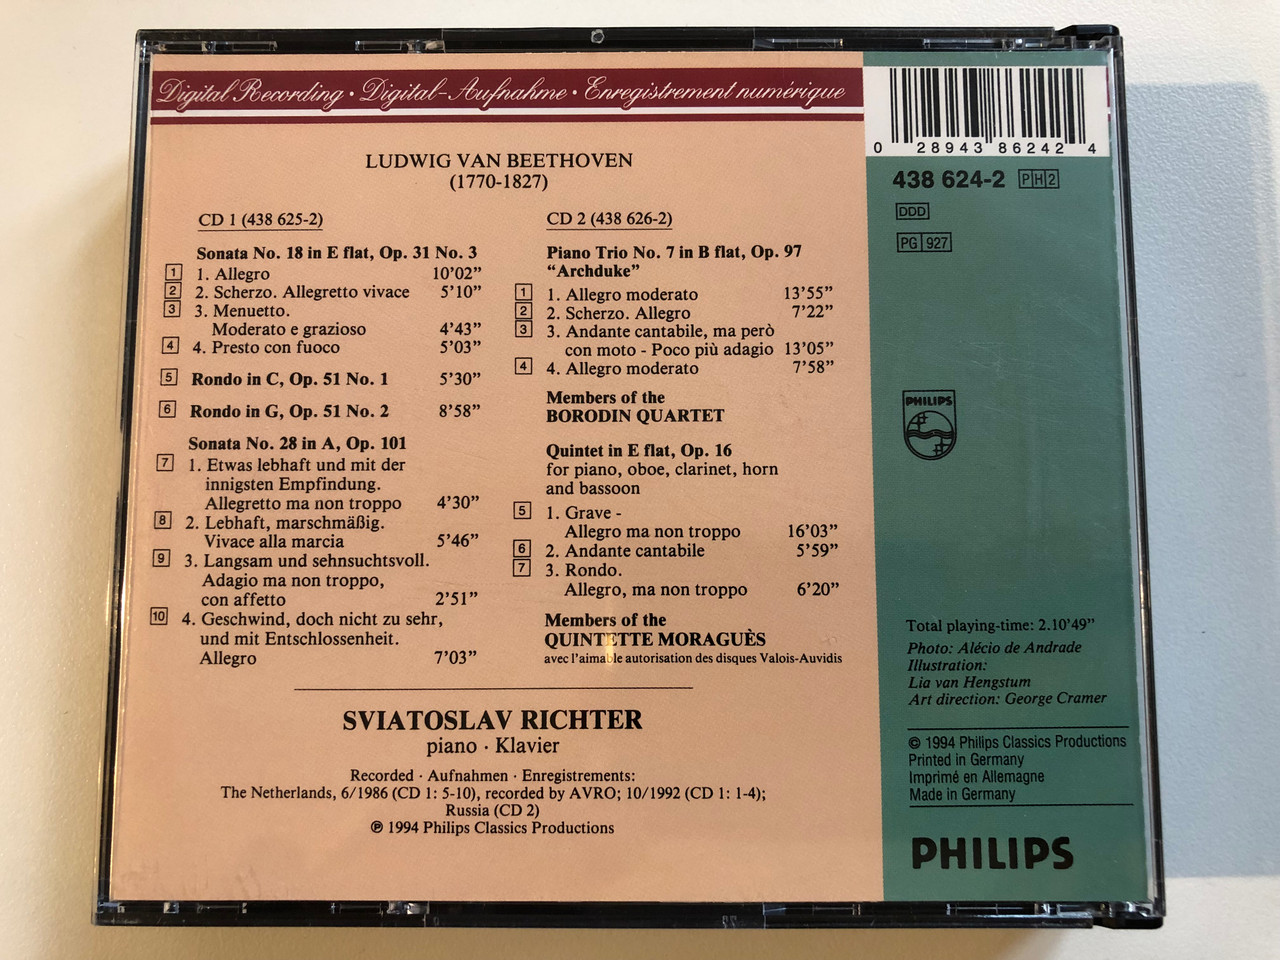 Digital Recording · Digital-Aufnahme · Enregistrement numérique
LUDWIG VAN BEETHOVEN
(1770-1827)
CD 1 (438 625-2)
Sonata No. 18 in E flat, Op. 31 No. 3
1 1. Allegro 10’02”
2 2. Scherzo. Allegretto vivace 5’10”
3 3. Menuetto.
Moderato e grazioso 4’43”
4 4. Presto con fuoco 5’03”
5 Rondo in C, Op. 51 No. 1 5’30”
6 Rondo in G, Op. 51 No. 2 8’58”
Sonata No. 28 in A, Op. 101
7 1. Etwas lebhaft und mit der
innigsten Empfindung.
Allegretto ma non troppo 4’30”
8 2. Lebhaft, marschmäßig.
Vivace alla marcia 5’46”
9 3. Langsam und sehnsuchtsvoll.
Adagio ma non troppo,
con affetto 2’51”
10 4. Geschwind, doch nicht zu sehr,
und mit Entschlossenheit.
Allegro 7’03”
CD 2 (438 626-2)
Piano Trio No. 7 in B flat, Op. 97
“Archduke”
1 1. Allegro moderato 13’55”
2 2. Scherzo. Allegro 7’22”
3 3. Andante cantabile, ma però
con moto - Poco più adagio 13’05”
4 4. Allegro moderato 7’58”
Members of the
BORODIN QUARTET
Quintet in E flat, Op. 16
for piano, oboe, clarinet, horn
and bassoon
5 1. Grave -
Allegro ma non troppo 16’03”
6 2. Andante cantabile 5’59”
7 3. Rondo.
Allegro, ma non troppo 6’20”
Members of the
QUINTETTE MORAGUÈS
avec l’aimable autorisation des disques Valois-Auvidis
SVIATOSLAV RICHTER
piano · Klavier
Recorded · Aufnahmen · Enregistrements:
The Netherlands, 6/1986 (CD 1: 5-10), recorded by AVRO; 10/1992 (CD 1: 1-4);
Russia (CD 2)
℗ 1994 Philips Classics Productions
0 28943 86242 4
438 624-2 PH2
DDD
PG 927
PHILIPS
Total playing-time: 2.10’49”
Photo: Alécio de Andrade
Illustration:
Lia van Hengstum
Art direction: George Cramer
© 1994 Philips Classics Productions
Printed in Germany
Imprimé en Allemagne
Made in Germany
PHILIPS